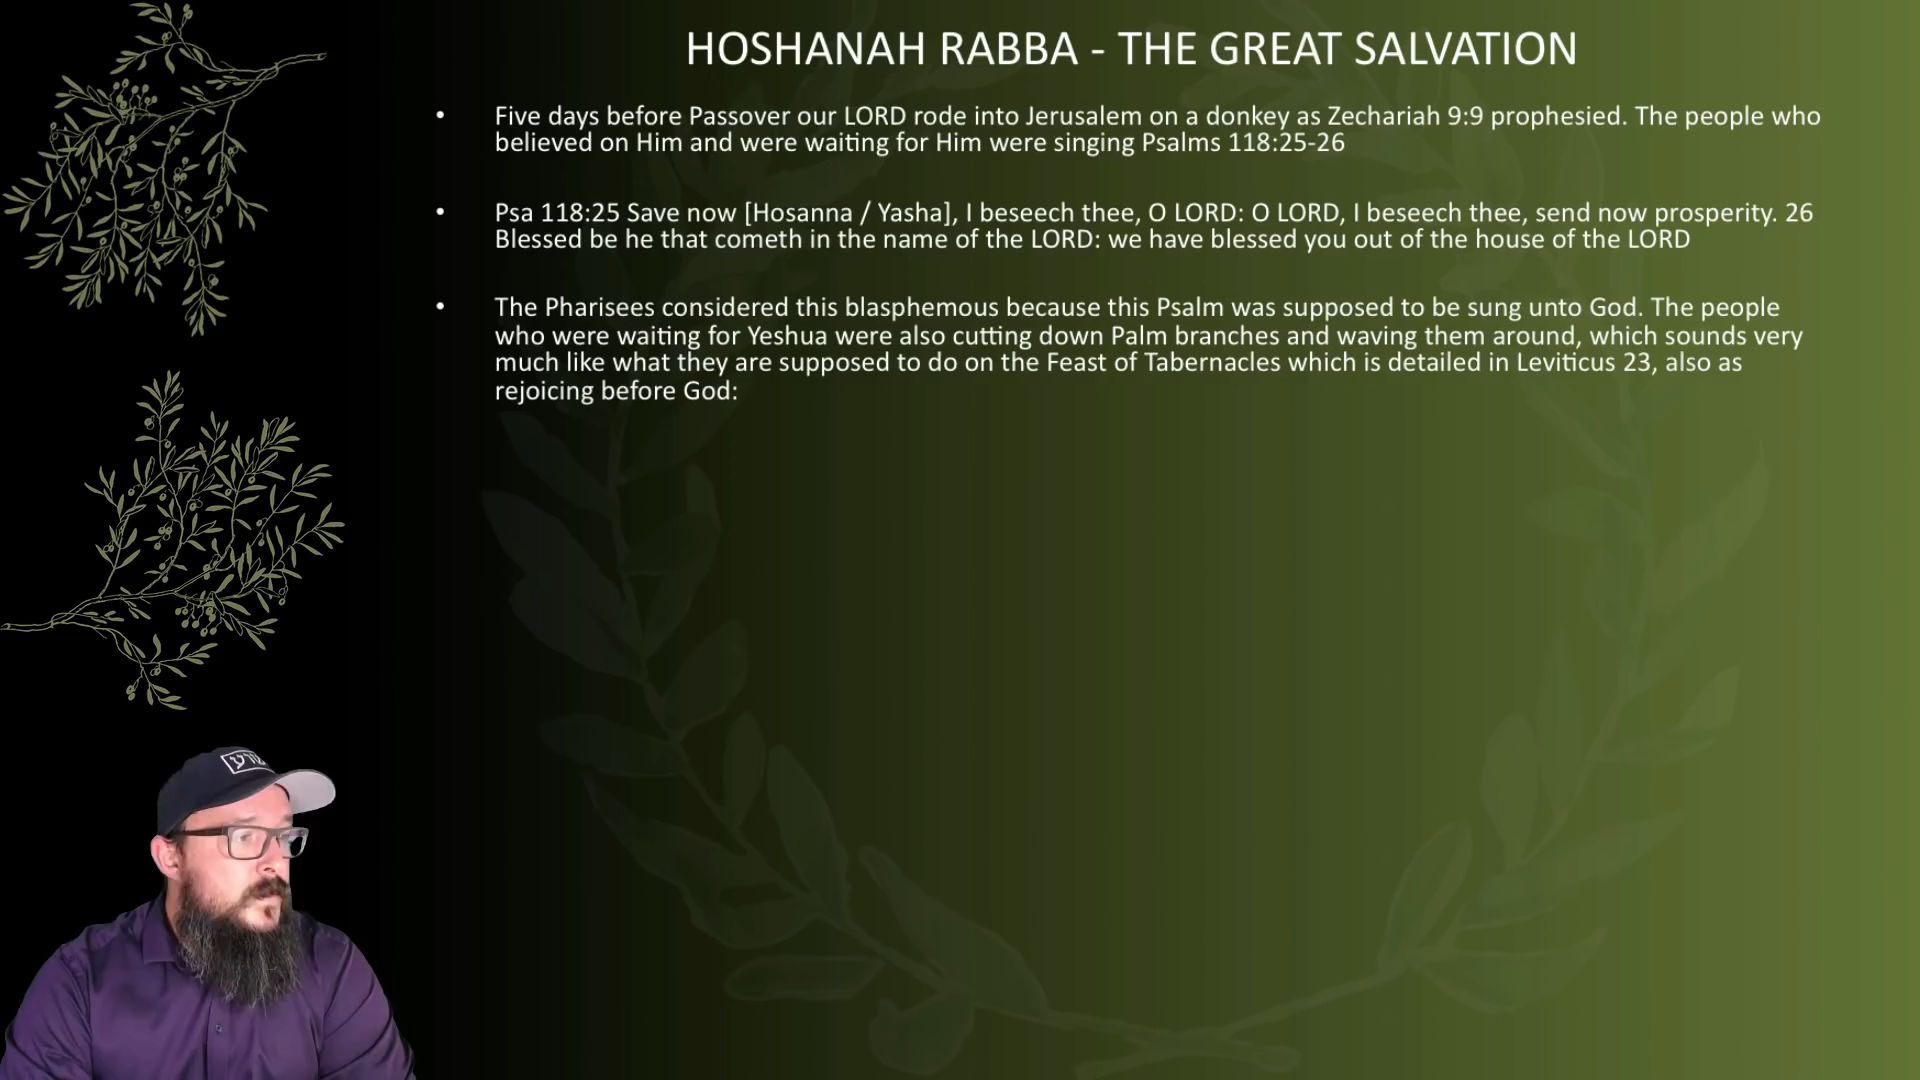 HOSHANAH RABBA - THE GREAT SALVATION
• Five days before Passover our LORD rode into Jerusalem on a donkey as Zechariah 9:9 prophesied. The people who
believed on Him and were waiting for Him were singing Psalms 118:25-26
• Psa 118:25 Save now [Hosanna / Yasha], I beseech thee, O LORD: O LORD, I beseech thee, send now prosperity. 26
Blessed be he that cometh in the name of the LORD: we have blessed you out of the house of the LORD
• The Pharisees considered this blasphemous because this Psalm was supposed to be sung unto God. The people
who were waiting for Yeshua were also cutting down Palm branches and waving them around, which sounds very
much like what they are supposed to do on the Feast of Tabernacles which is detailed in Leviticus 23, also as
rejoicing before God: